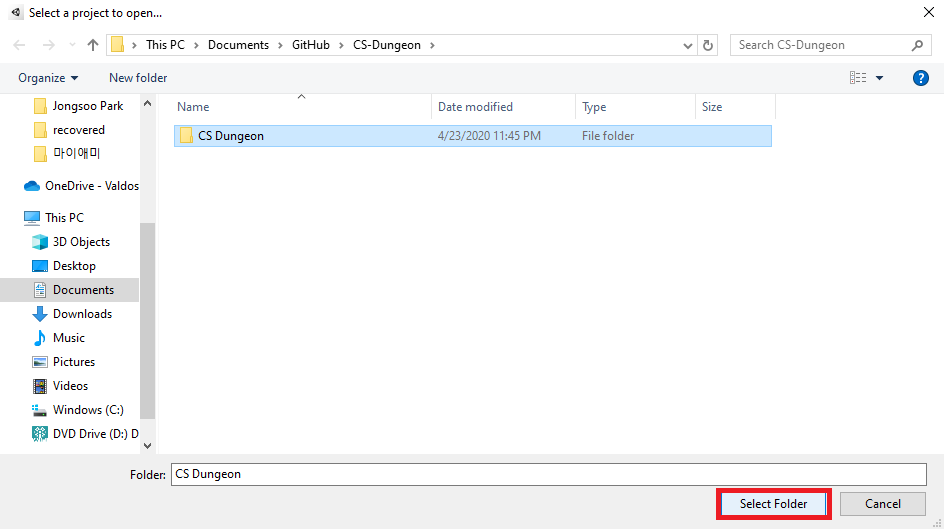 Select a project to open...
This PC > Documents > GitHub > CS-Dungeon >
Search CS-Dungeon
Organize New folder
Name Date modified Type Size
CS Dungeon 4/23/2020 11:45 PM File folder
Jongsoo Park
recovered
마이애미
OneDrive - Valdos
This PC
3D Objects
Desktop
Documents
Downloads
Music
Pictures
Videos
Windows (C:)
DVD Drive (D:) D
Folder: CS Dungeon
Select Folder Cancel